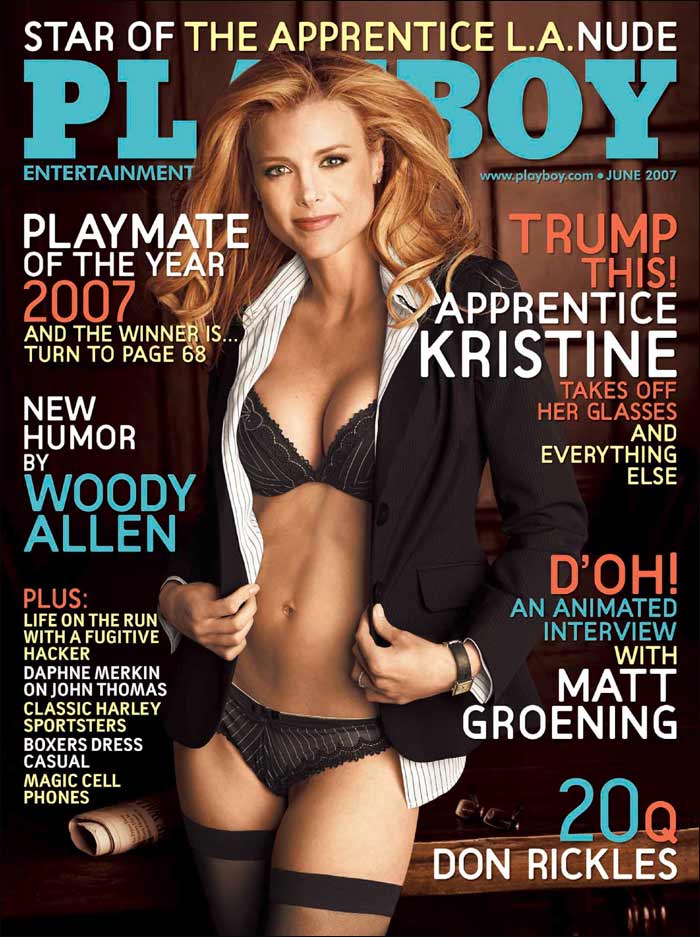 STAR OF THE APPRENTICE L.A. NUDE
PLAYBOY
ENTERTAINMENT
www.playboy.com • JUNE 2007
PLAYMATE
OF THE YEAR
2007
AND THE WINNER IS...
TURN TO PAGE 68
TRUMP
THIS!
APPRENTICE
KRISTINE
TAKES OFF
HER GLASSES
AND
EVERYTHING
ELSE
NEW
HUMOR
BY
WOODY
ALLEN
D'OH!
AN ANIMATED
INTERVIEW
WITH
MATT
GROENING
PLUS:
LIFE ON THE RUN
WITH A FUGITIVE
HACKER
DAPHNE MERKIN
ON JOHN THOMAS
CLASSIC HARLEY
SPORTSTERS
BOXERS DRESS
CASUAL
MAGIC CELL
PHONES
20Q
DON RICKLES